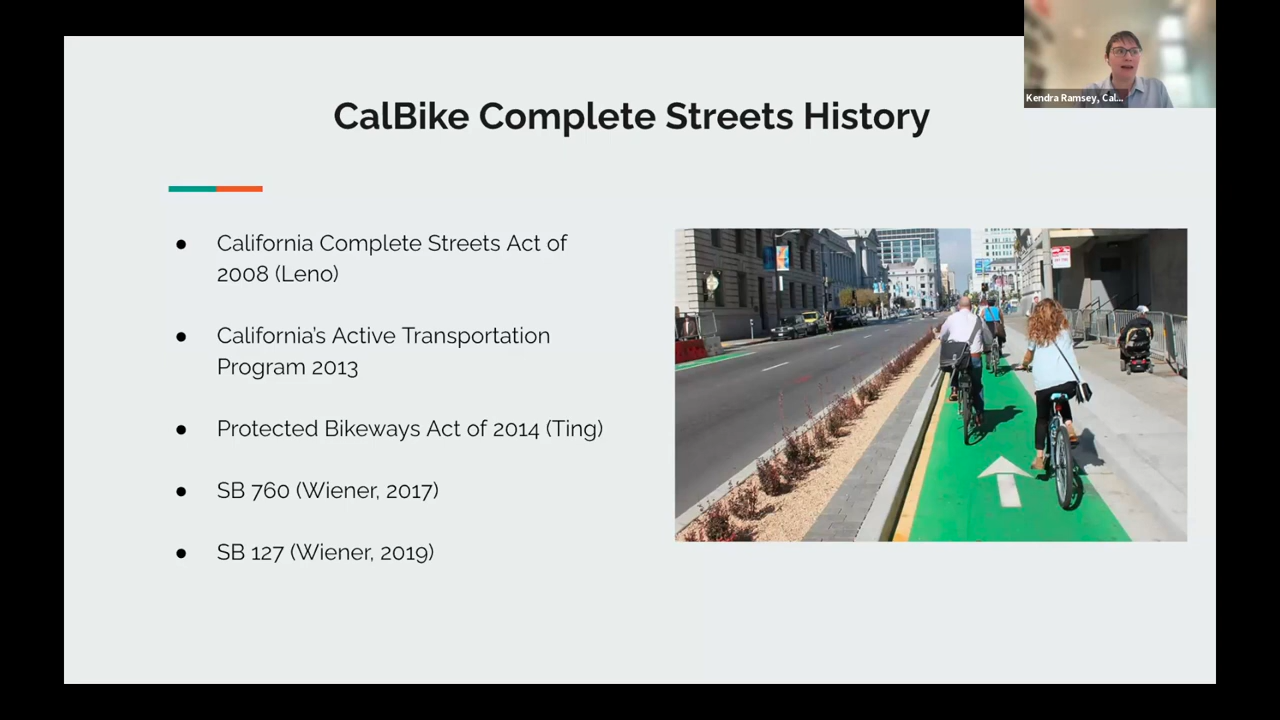 Kendra Ramsey, Cal...
CalBike Complete Streets History
● California Complete Streets Act of
2008 (Leno)
● California’s Active Transportation
Program 2013
● Protected Bikeways Act of 2014 (Ting)
● SB 760 (Wiener, 2017)
● SB 127 (Wiener, 2019)